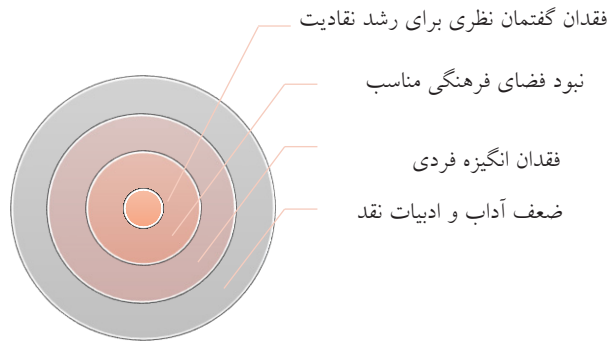 فقدان گفتمان نظری برای رشد نقادیت
نبود فضای فرهنگی مناسب
فقدان انگیزه فردی
ضعف آداب و ادبیات نقد